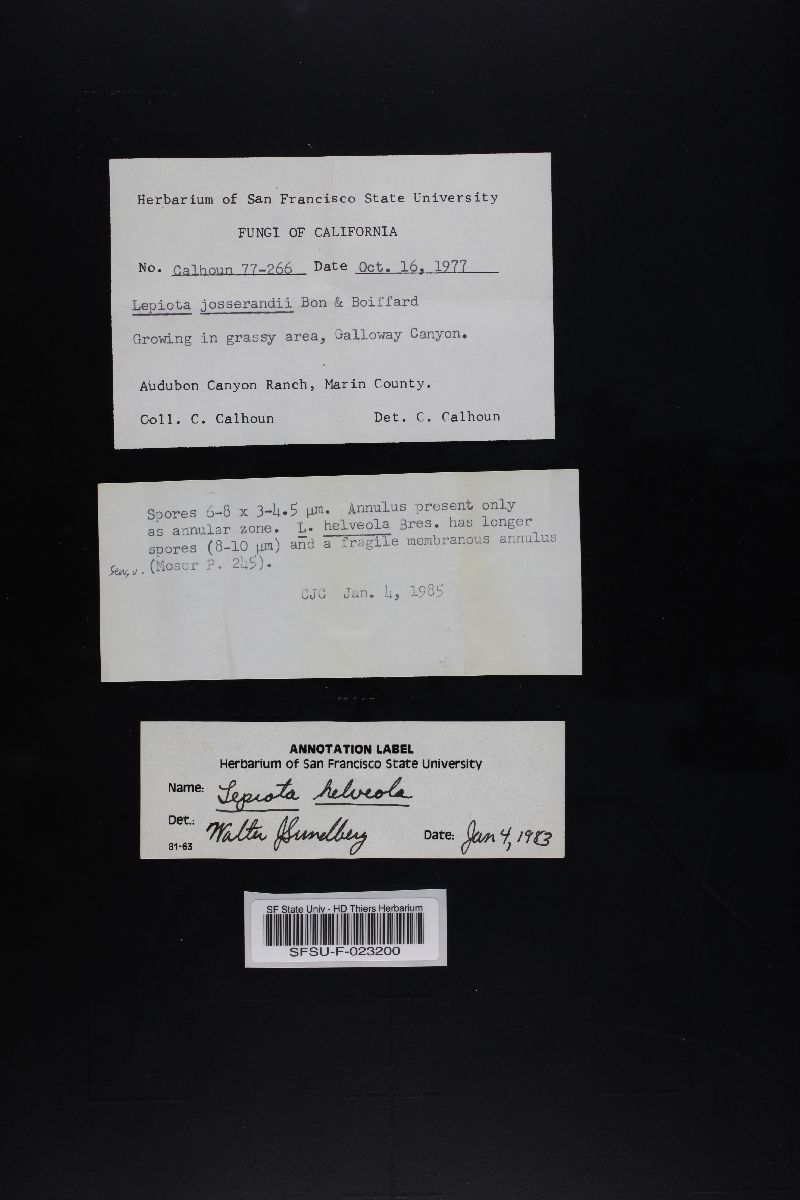 Herbarium of San Francisco State University
FUNGI OF CALIFORNIA
No. Calhoun 77-266 Date Oct. 16, 1977
Lepiota josserandii Bon & Boiffard
Growing in grassy area, Galloway Canyon.
Audubon Canyon Ranch, Marin County.
Coll. C. Calhoun Det. C. Calhoun
Spores 6-8 x 3-4.5 µm. Annulus present only
as annular zone. L. helveola Bres. has longer
spores (8-10 µm) and a fragile membranous annulus
(Moser P. 245).
CJC Jan. 4, 1985
ANNOTATION LABEL
Herbarium of San Francisco State University
Name: Lepiota helveola
Det.: Walter J Sundberg Date: Jan 4, 1983
81-63
SF State Univ - HD Thiers Herbarium
SFSU-F-023200